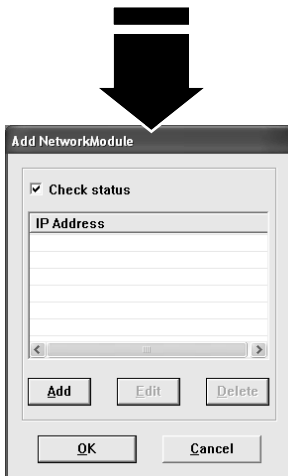 Add NetworkModule
Check status
IP Address
Add Edit Delete
OK Cancel